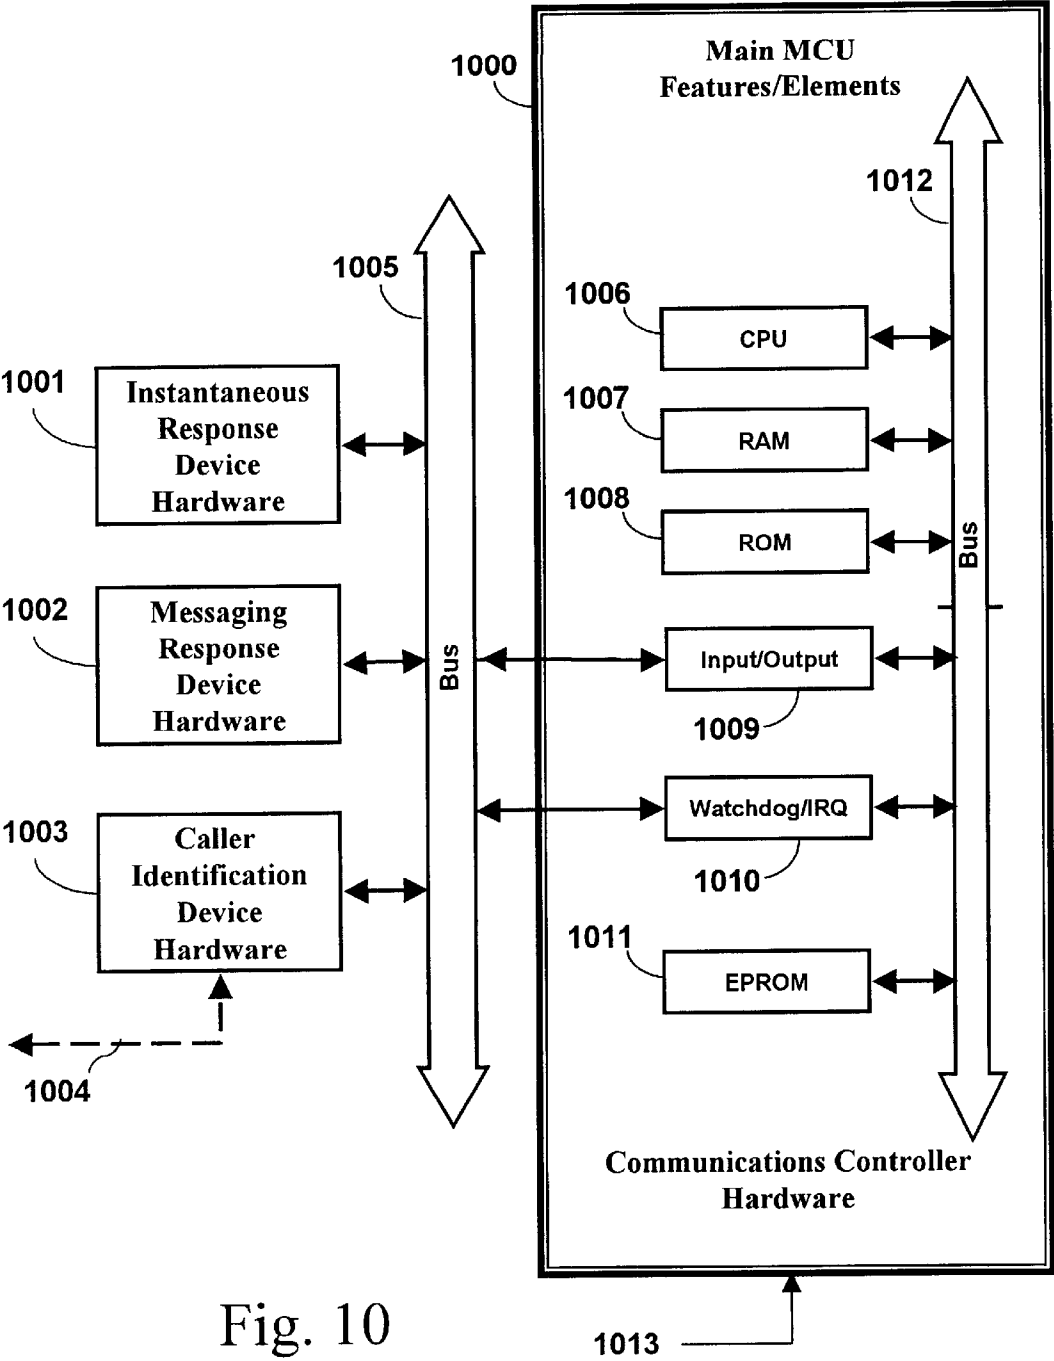 Main MCU
Features/Elements
1000
1012
1005
1006
CPU
1001
Instantaneous
Response
Device
Hardware
1007
RAM
1008
ROM
Bus
1002
Messaging
Response
Device
Hardware
Bus
Input/Output
1009
1003
Caller
Identification
Device
Hardware
Watchdog/IRQ
1010
1011
EPROM
1004
Communications Controller
Hardware
Fig. 10
1013